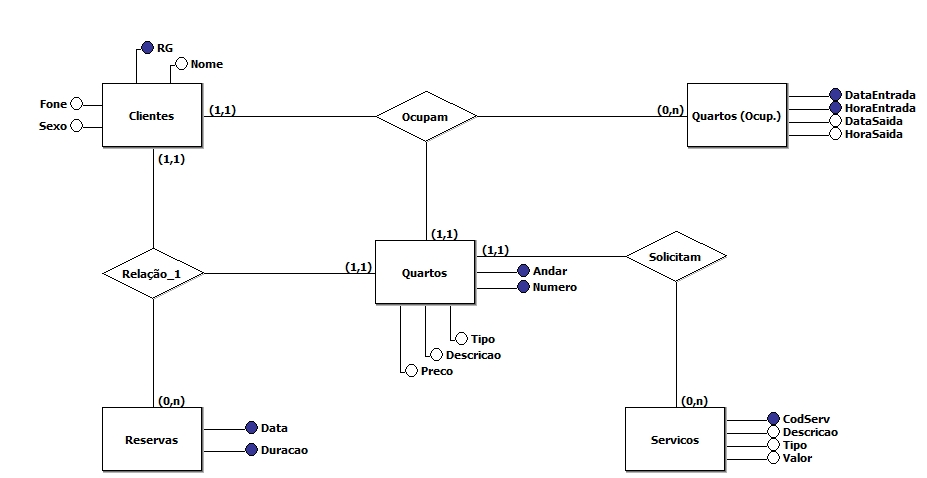 RG
Nome
Fone
Sexo
Clientes
(1,1)
(1,1)
Ocupam
(0,n)
Quartos (Ocup.)
DataEntrada
HoraEntrada
DataSaida
HoraSaida
(1,1)
Relação_1
(1,1)
Quartos
(1,1)
Andar
Numero
Tipo
Descricao
Preco
Solicitam
(0,n)
Reservas
Data
Duracao
(0,n)
Servicos
CodServ
Descricao
Tipo
Valor